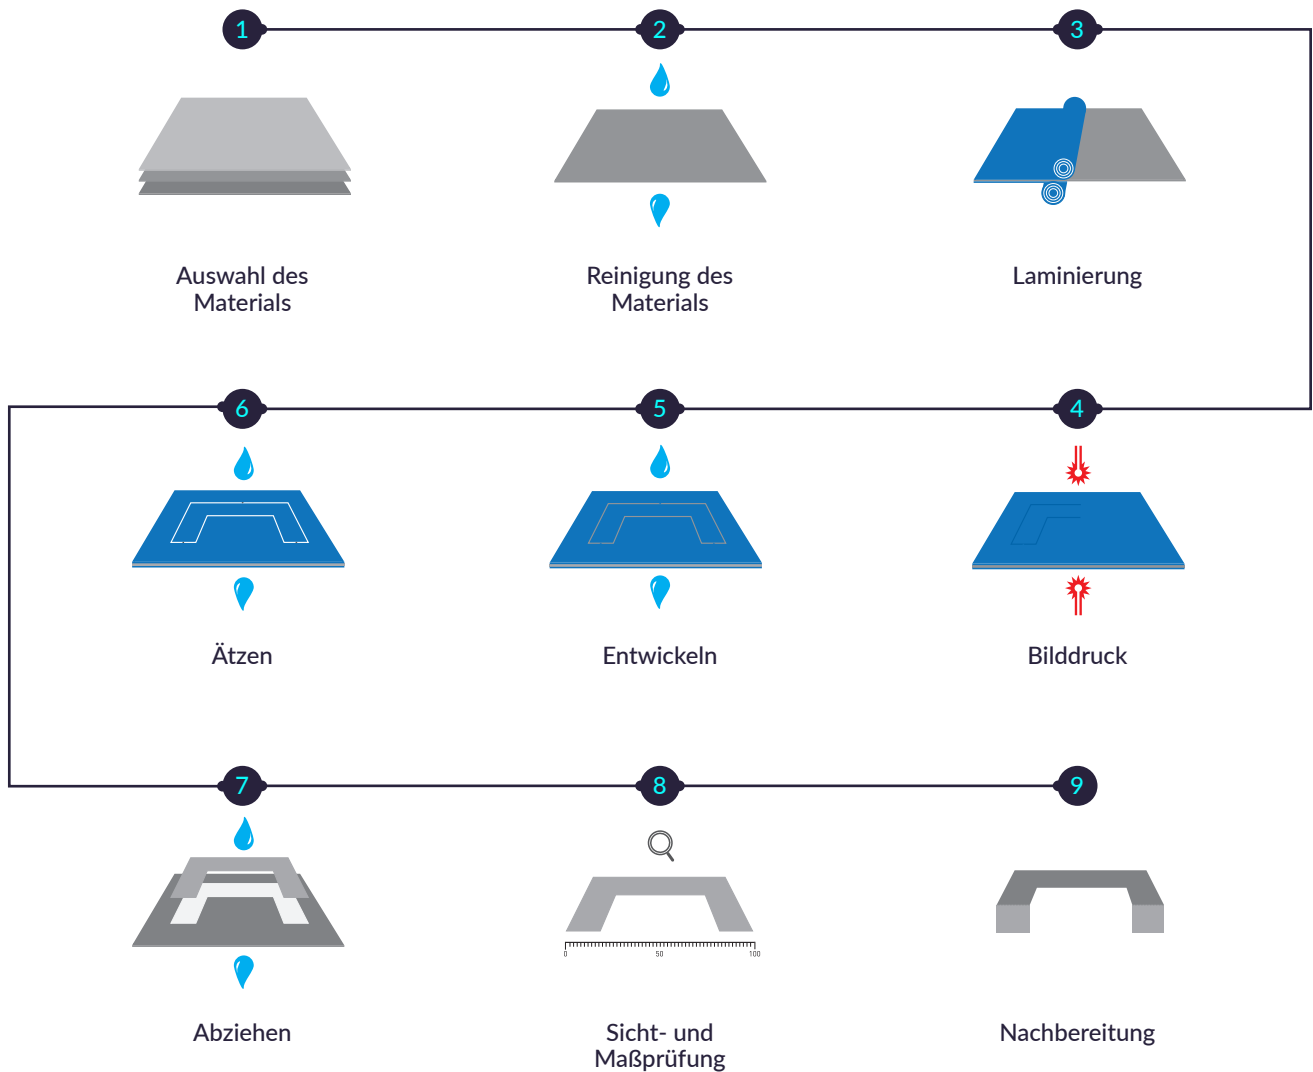 1
2
3
Auswahl des
Materials
Reinigung des
Materials
Laminierung
6
5
4
Ätzen
Entwickeln
Bilddruck
7
8
9
0 50 100
Abziehen
Sicht- und
Maßprüfung
Nachbereitung